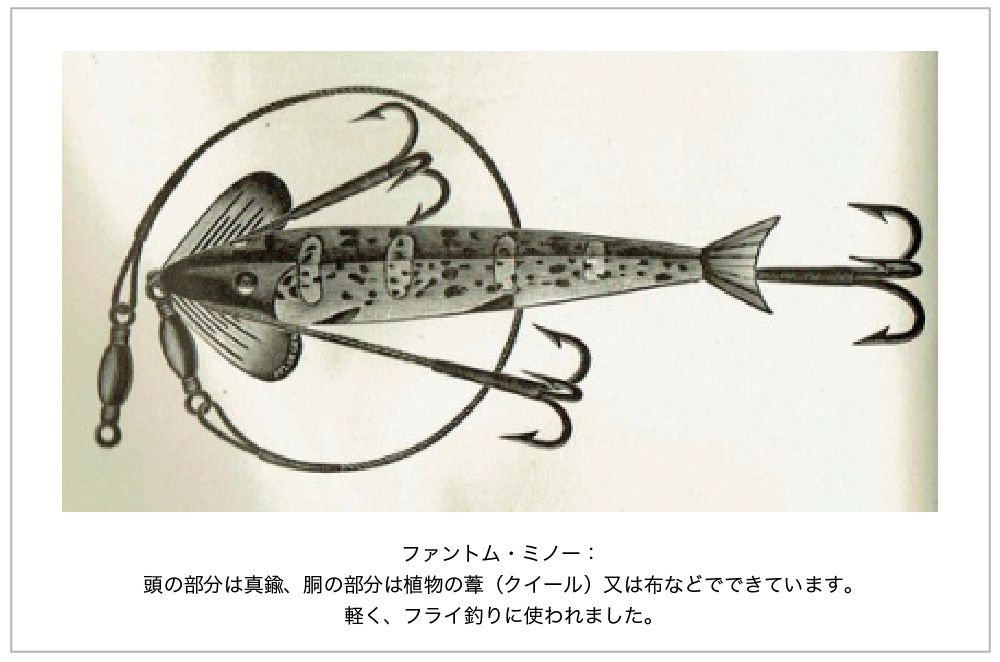 ファントム・ミノー：
頭の部分は真鍮、胴の部分は植物の葦（クイール）又は布などでできています。
軽く、フライ釣りに使われました。